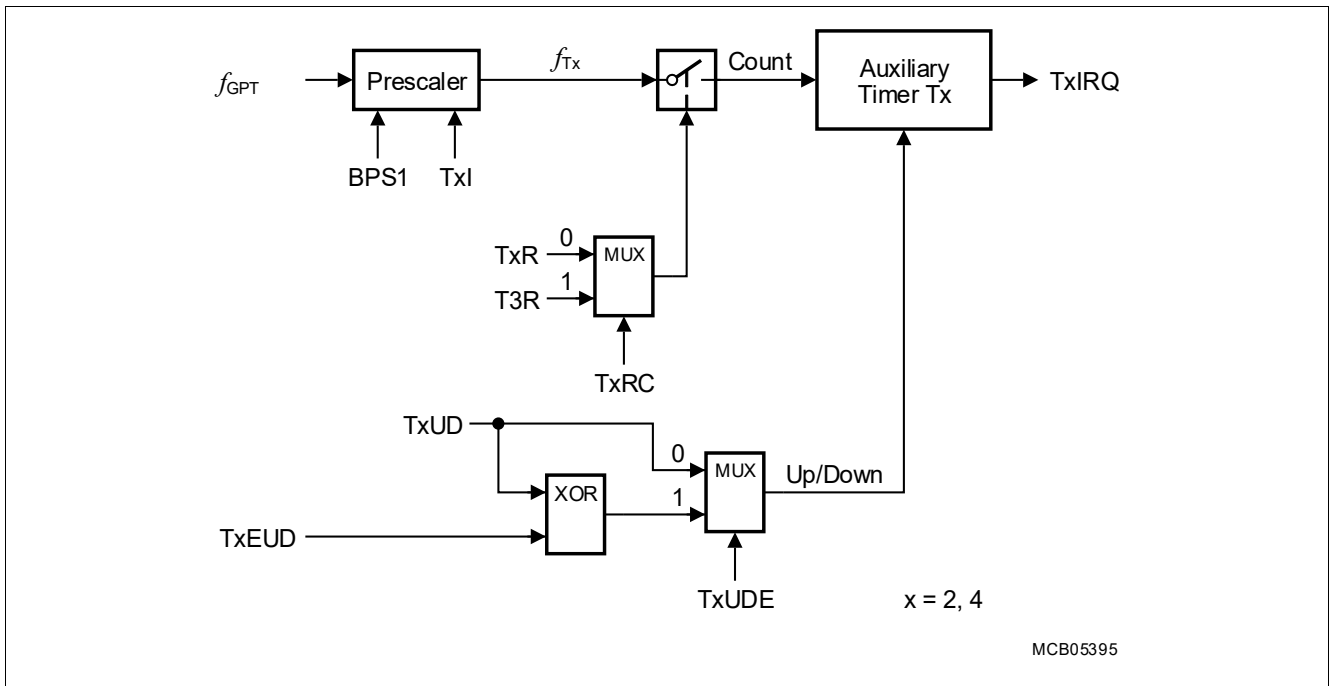 fGPT
Prescaler
fTx
Count
Auxiliary
Timer Tx
TxIRQ
BPS1
TxI
TxR
0
MUX
T3R
1
TxRC
TxUD
0
MUX
Up/Down
XOR
1
TxEUD
TxUDE
x = 2, 4
MCB05395